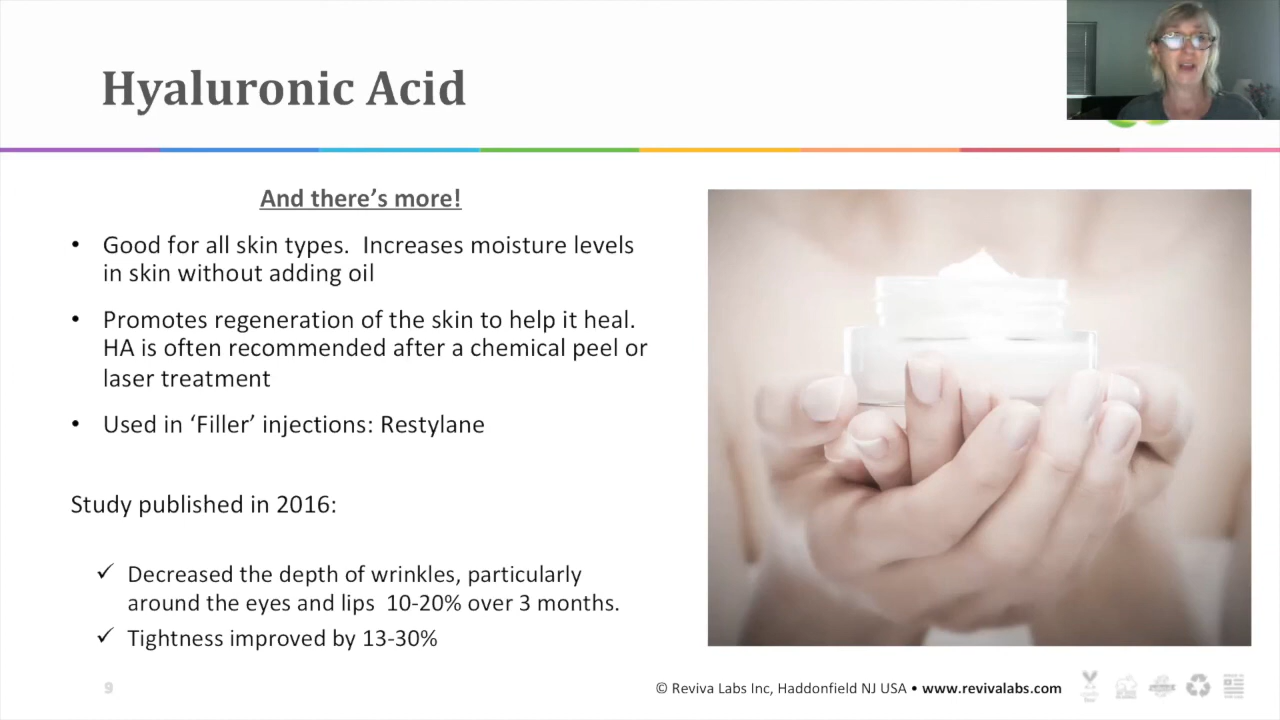 Hyaluronic Acid
And there’s more!
• Good for all skin types.  Increases moisture levels
in skin without adding oil
• Promotes regeneration of the skin to help it heal.
HA is often recommended after a chemical peel or
laser treatment
• Used in ‘Filler’ injections: Restylane
Study published in 2016:
✓ Decreased the depth of wrinkles, particularly
around the eyes and lips  10-20% over 3 months.
✓ Tightness improved by 13-30%
9
© Reviva Labs Inc, Haddonfield NJ USA • www.revivalabs.com